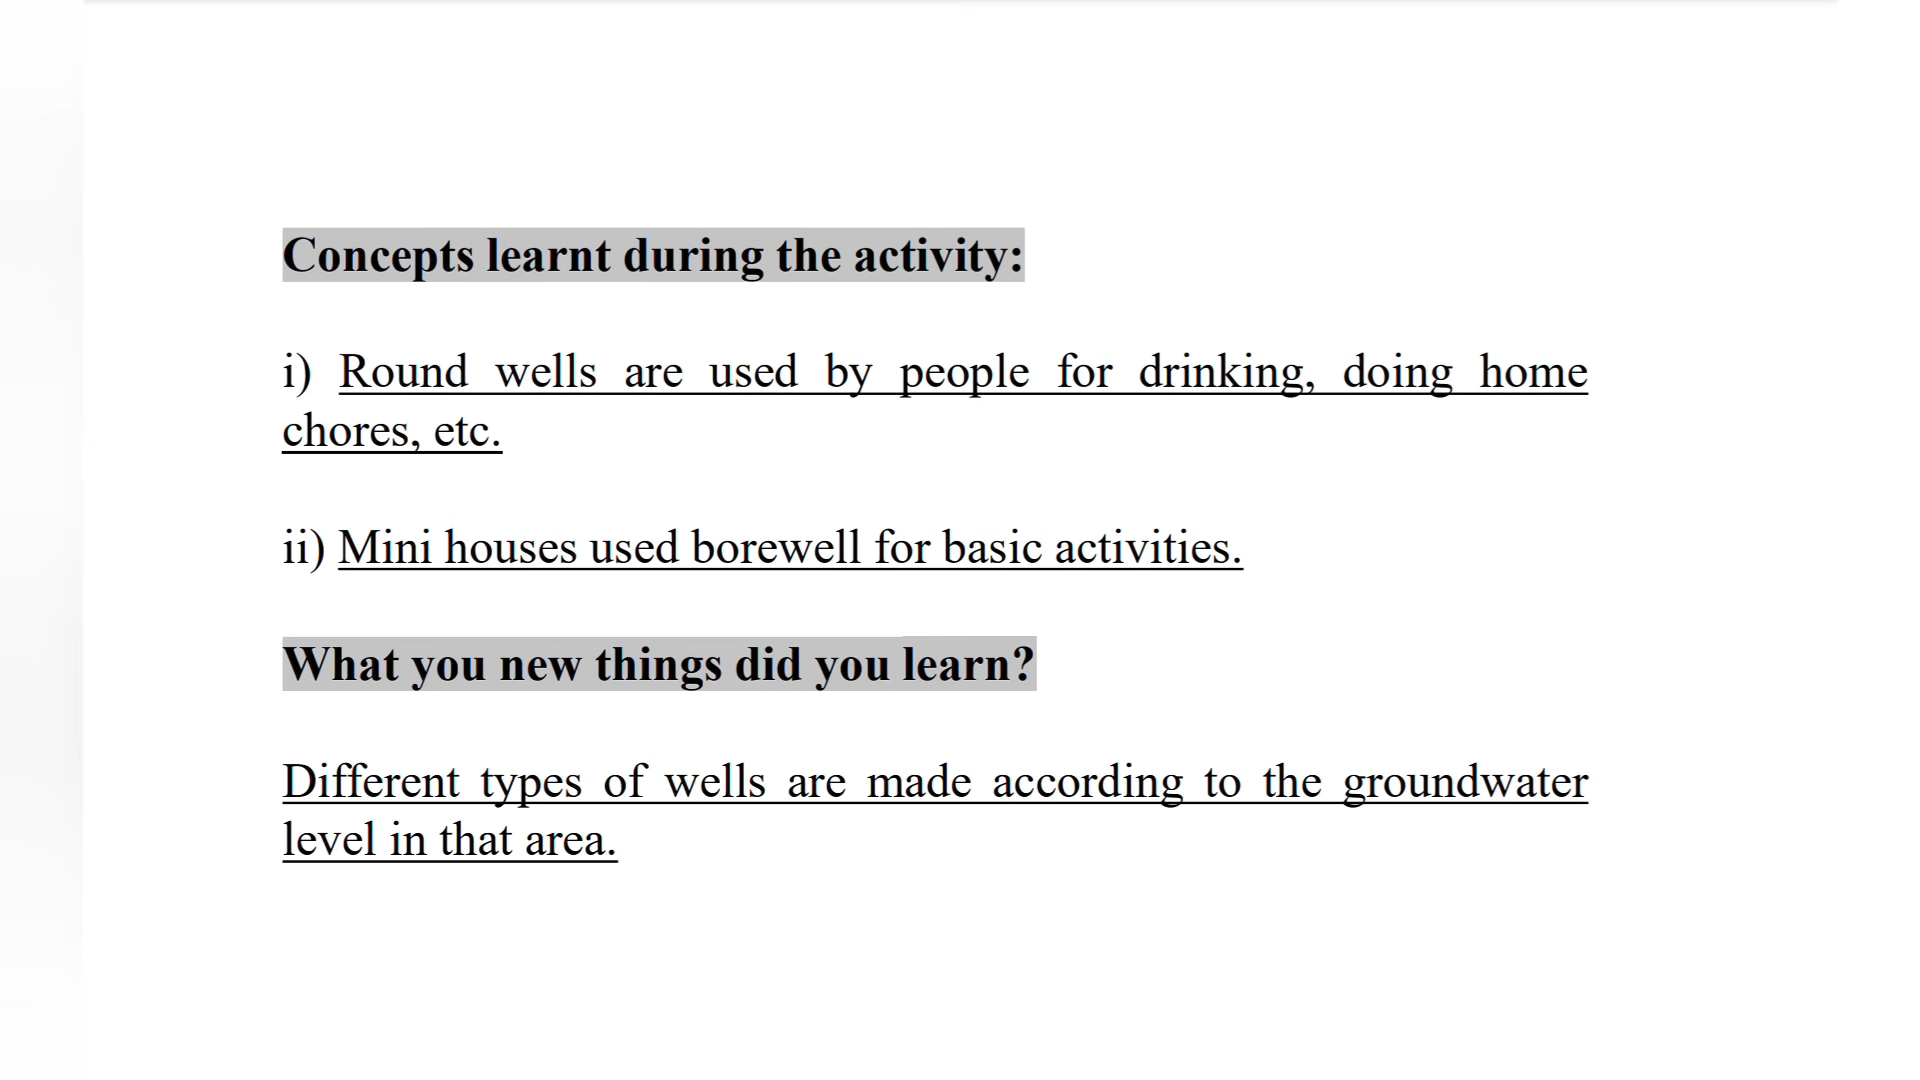 Concepts learnt during the activity:
i) Round wells are used by people for drinking, doing home
chores, etc.
ii) Mini houses used borewell for basic activities.
What you new things did you learn?
Different types of wells are made according to the groundwater
level in that area.